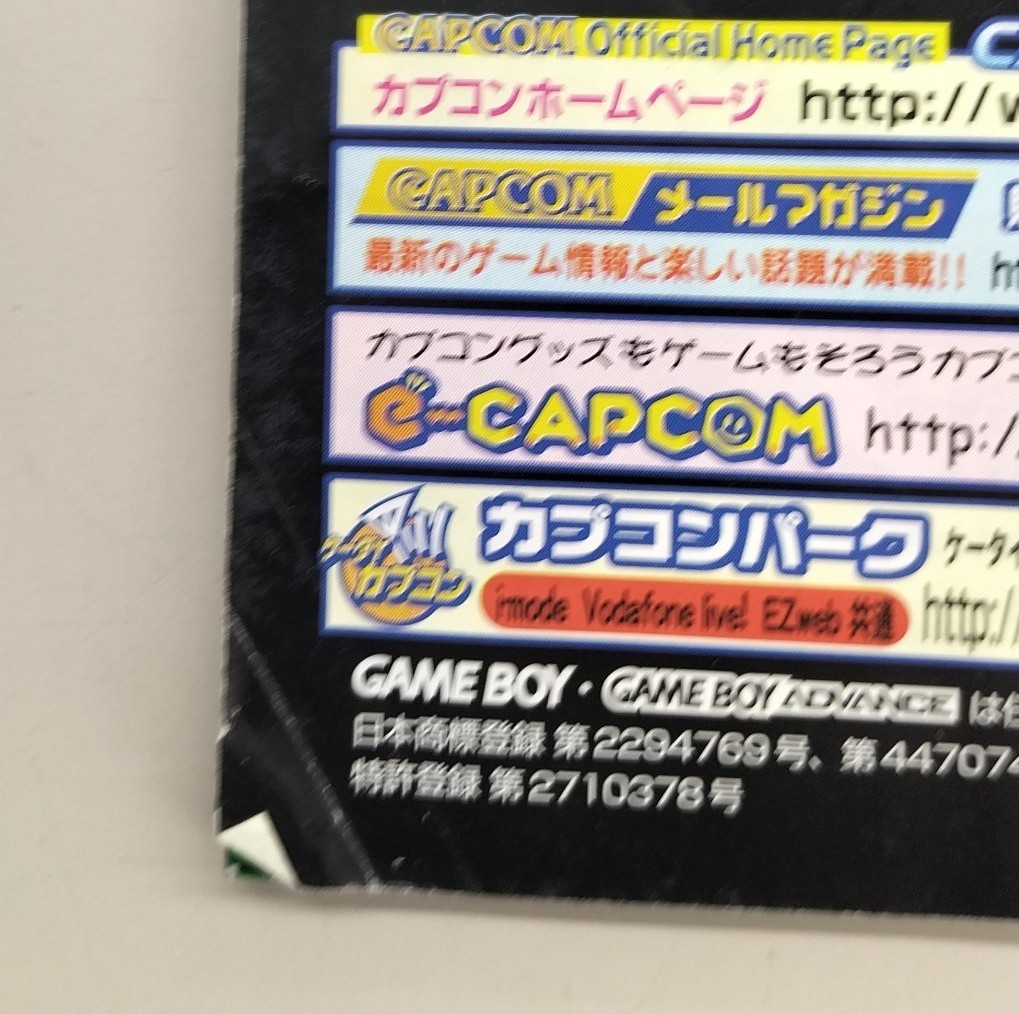 CAPCOM Official Home Page
カプコンホームページ http://w
CAPCOM メールマガジン
最新のゲーム情報と楽しい話題が満載!!
カプコングッズもゲームもそろうカプコ
e-CAPCOM http:/
ケータイカプコン
カプコンパーク ケータイ
i-mode Vodafone live! EZweb 共通 http:/
GAME BOY・GAME BOY ADVANCE は任
日本商標登録 第2294769号、第447074
特許登録 第2710378号